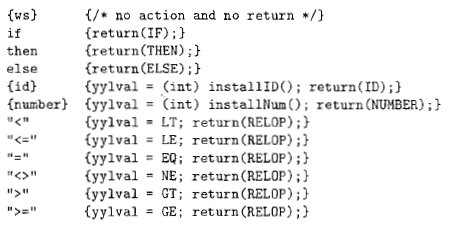 {ws} {/* no action and no return */}
if {return(IF);}
then {return(THEN);}
else {return(ELSE);}
{id} {yylval = (int) installID(); return(ID);}
{number} {yylval = (int) installNum(); return(NUMBER);}
"<" {yylval = LT; return(RELOP);}
"<=" {yylval = LE; return(RELOP);}
"=" {yylval = EQ; return(RELOP);}
"<>" {yylval = NE; return(RELOP);}
">" {yylval = GT; return(RELOP);}
">=" {yylval = GE; return(RELOP);}